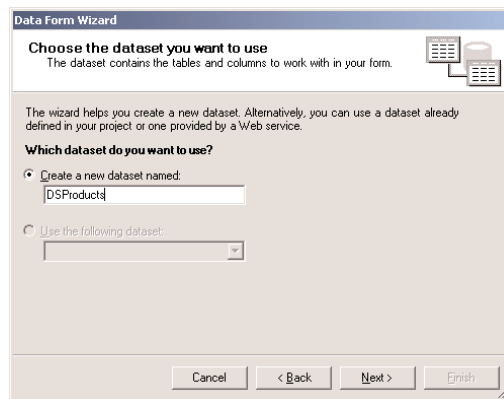 Data Form Wizard
Choose the dataset you want to use
The dataset contains the tables and columns to work with in your form.
The wizard helps you create a new dataset. Alternatively, you can use a dataset already
defined in your project or one provided by a Web service.
Which dataset do you want to use?
Create a new dataset named:
DSProducts
Use the following dataset:
Cancel
< Back
Next >
Finish